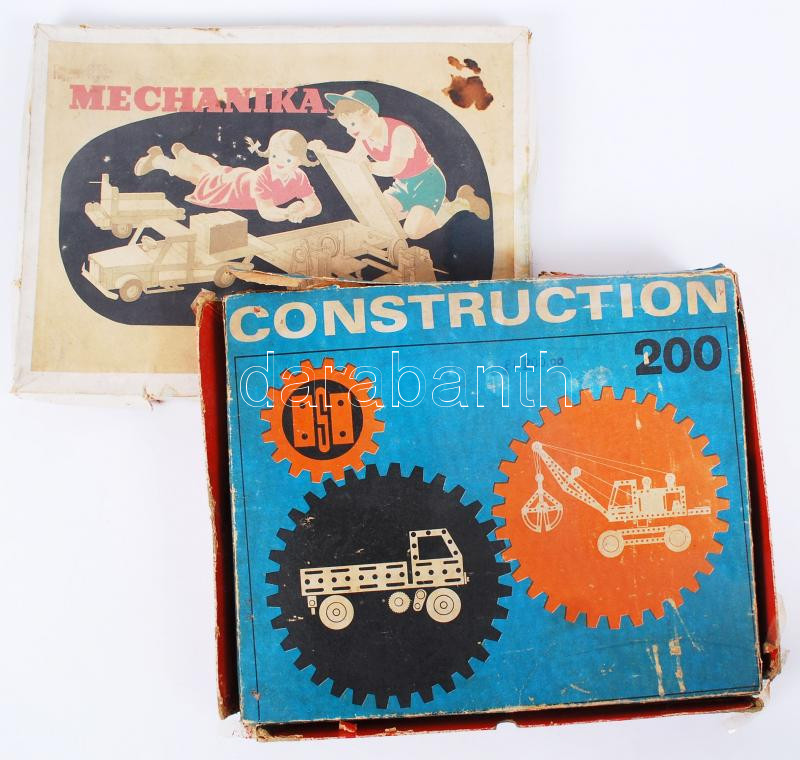 MECHANIKA
CONSTRUCTION
200
darabanth